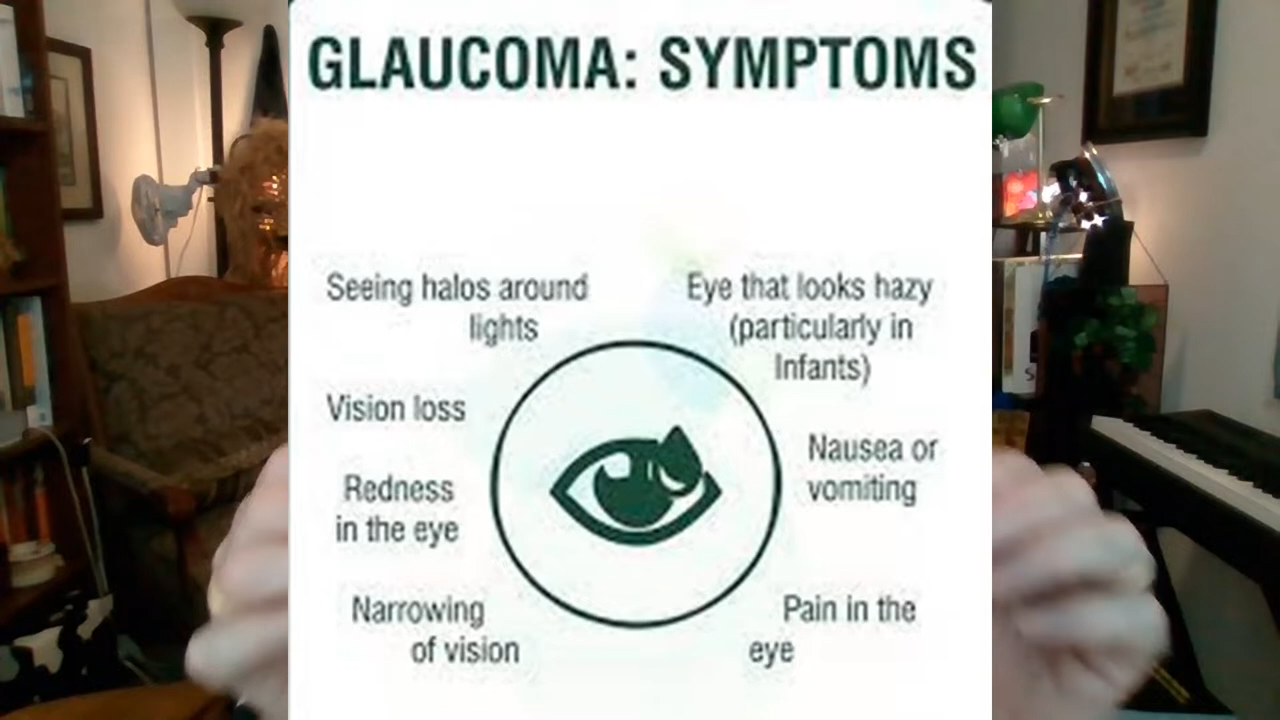 GLAUCOMA: SYMPTOMS
Seeing halos around
lights
Eye that looks hazy
(particularly in
Infants)
Vision loss
Nausea or
vomiting
Redness
in the eye
Narrowing
of vision
Pain in the
eye